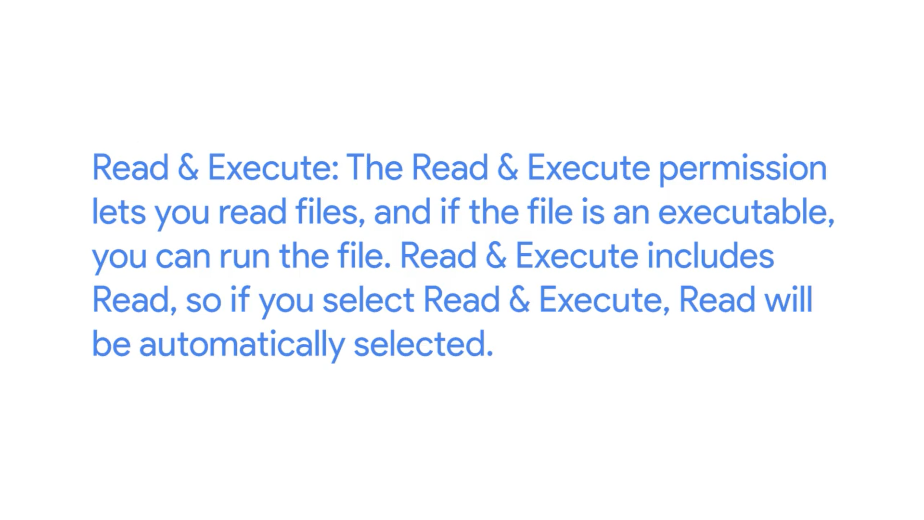 Read & Execute: The Read & Execute permission
lets you read files, and if the file is an executable,
you can run the file. Read & Execute includes
Read, so if you select Read & Execute, Read will
be automatically selected.